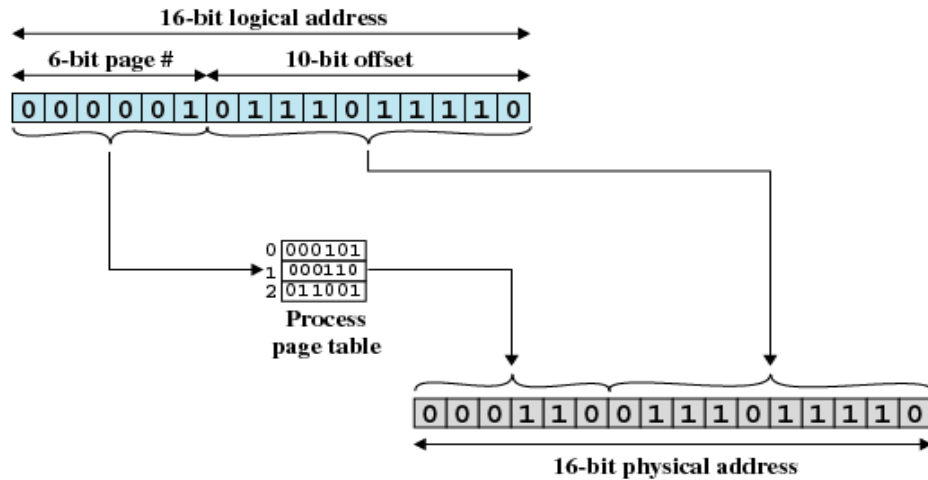 16-bit logical address
6-bit page # 10-bit offset
0 0 0 0 0 1 0 1 1 1 0 1 1 1 1 0
0 000101
1 000110
2 011001
Process
page table
0 0 0 1 1 0 0 1 1 1 0 1 1 1 1 0
16-bit physical address